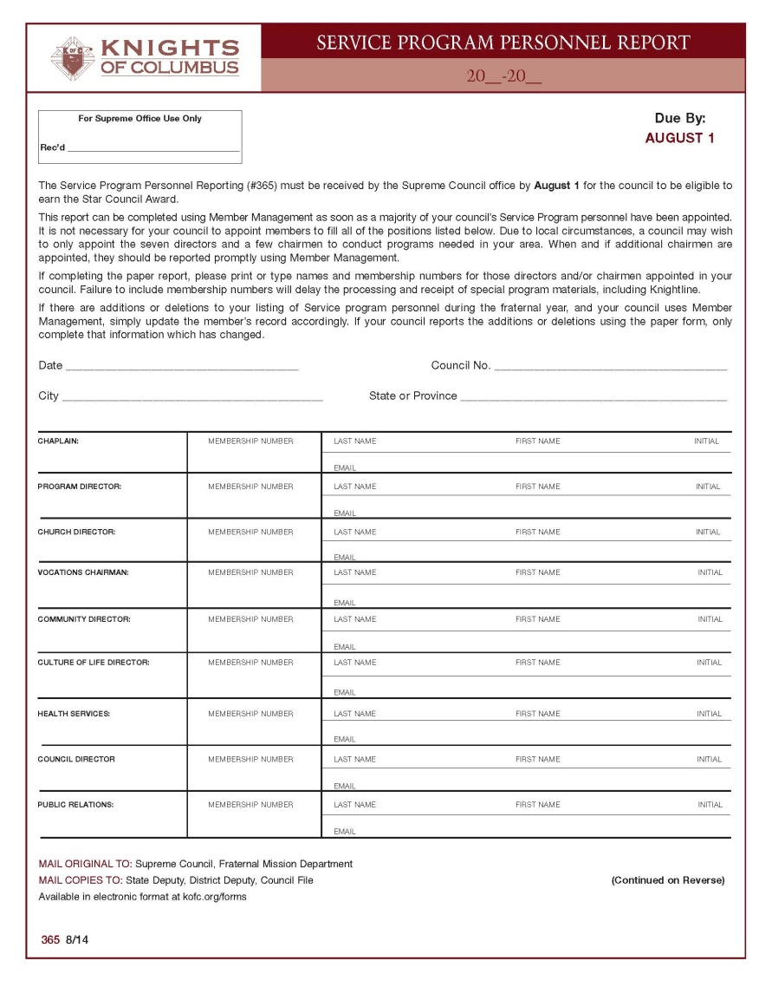 K OF C
KNIGHTS
OF COLUMBUS
SERVICE PROGRAM PERSONNEL REPORT
20__-20__
For Supreme Office Use Only
Rec'd
Due By:
AUGUST 1
The Service Program Personnel Reporting (#365) must be received by the Supreme Council office by August 1 for the council to be eligible to
earn the Star Council Award.
This report can be completed using Member Management as soon as a majority of your council's Service Program personnel have been appointed.
It is not necessary for your council to appoint members to fill all of the positions listed below. Due to local circumstances, a council may wish
to only appoint the seven directors and a few chairmen to conduct programs needed in your area. When and if additional chairmen are
appointed, they should be reported promptly using Member Management.
If completing the paper report, please print or type names and membership numbers for those directors and/or chairmen appointed in your
council. Failure to include membership numbers will delay the processing and receipt of special program materials, including Knightline.
If there are additions or deletions to your listing of Service program personnel during the fraternal year, and your council uses Member
Management, simply update the member's record accordingly. If your council reports the additions or deletions using the paper form, only
complete that information which has changed.
Date Council No.
City State or Province
CHAPLAIN: MEMBERSHIP NUMBER LAST NAME FIRST NAME INITIAL
EMAIL
PROGRAM DIRECTOR: MEMBERSHIP NUMBER LAST NAME FIRST NAME INITIAL
EMAIL
CHURCH DIRECTOR: MEMBERSHIP NUMBER LAST NAME FIRST NAME INITIAL
EMAIL
VOCATIONS CHAIRMAN: MEMBERSHIP NUMBER LAST NAME FIRST NAME INITIAL
EMAIL
COMMUNITY DIRECTOR: MEMBERSHIP NUMBER LAST NAME FIRST NAME INITIAL
EMAIL
CULTURE OF LIFE DIRECTOR: MEMBERSHIP NUMBER LAST NAME FIRST NAME INITIAL
EMAIL
HEALTH SERVICES: MEMBERSHIP NUMBER LAST NAME FIRST NAME INITIAL
EMAIL
COUNCIL DIRECTOR MEMBERSHIP NUMBER LAST NAME FIRST NAME INITIAL
EMAIL
PUBLIC RELATIONS: MEMBERSHIP NUMBER LAST NAME FIRST NAME INITIAL
EMAIL
MAIL ORIGINAL TO: Supreme Council, Fraternal Mission Department
MAIL COPIES TO: State Deputy, District Deputy, Council File
(Continued on Reverse)
Available in electronic format at kofc.org/forms
365 8/14